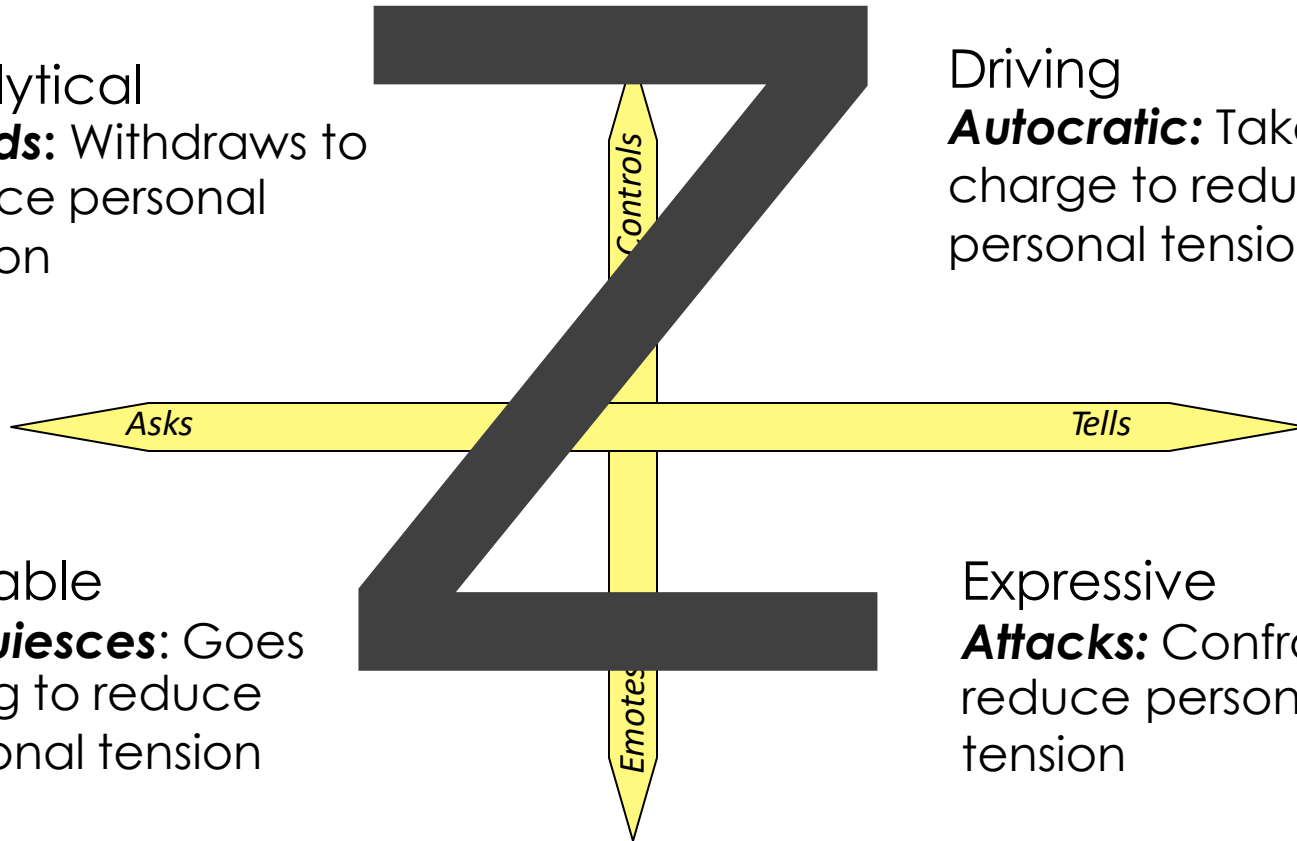 lytical
ds: Withdraws to
ce personal
on
Driving
Autocratic: Take
charge to redu
personal tensio
Z
Controls
Asks
Tells
able
uiesces: Goes
g to reduce
onal tension
Emotes
Expressive
Attacks: Confro
reduce person
tension